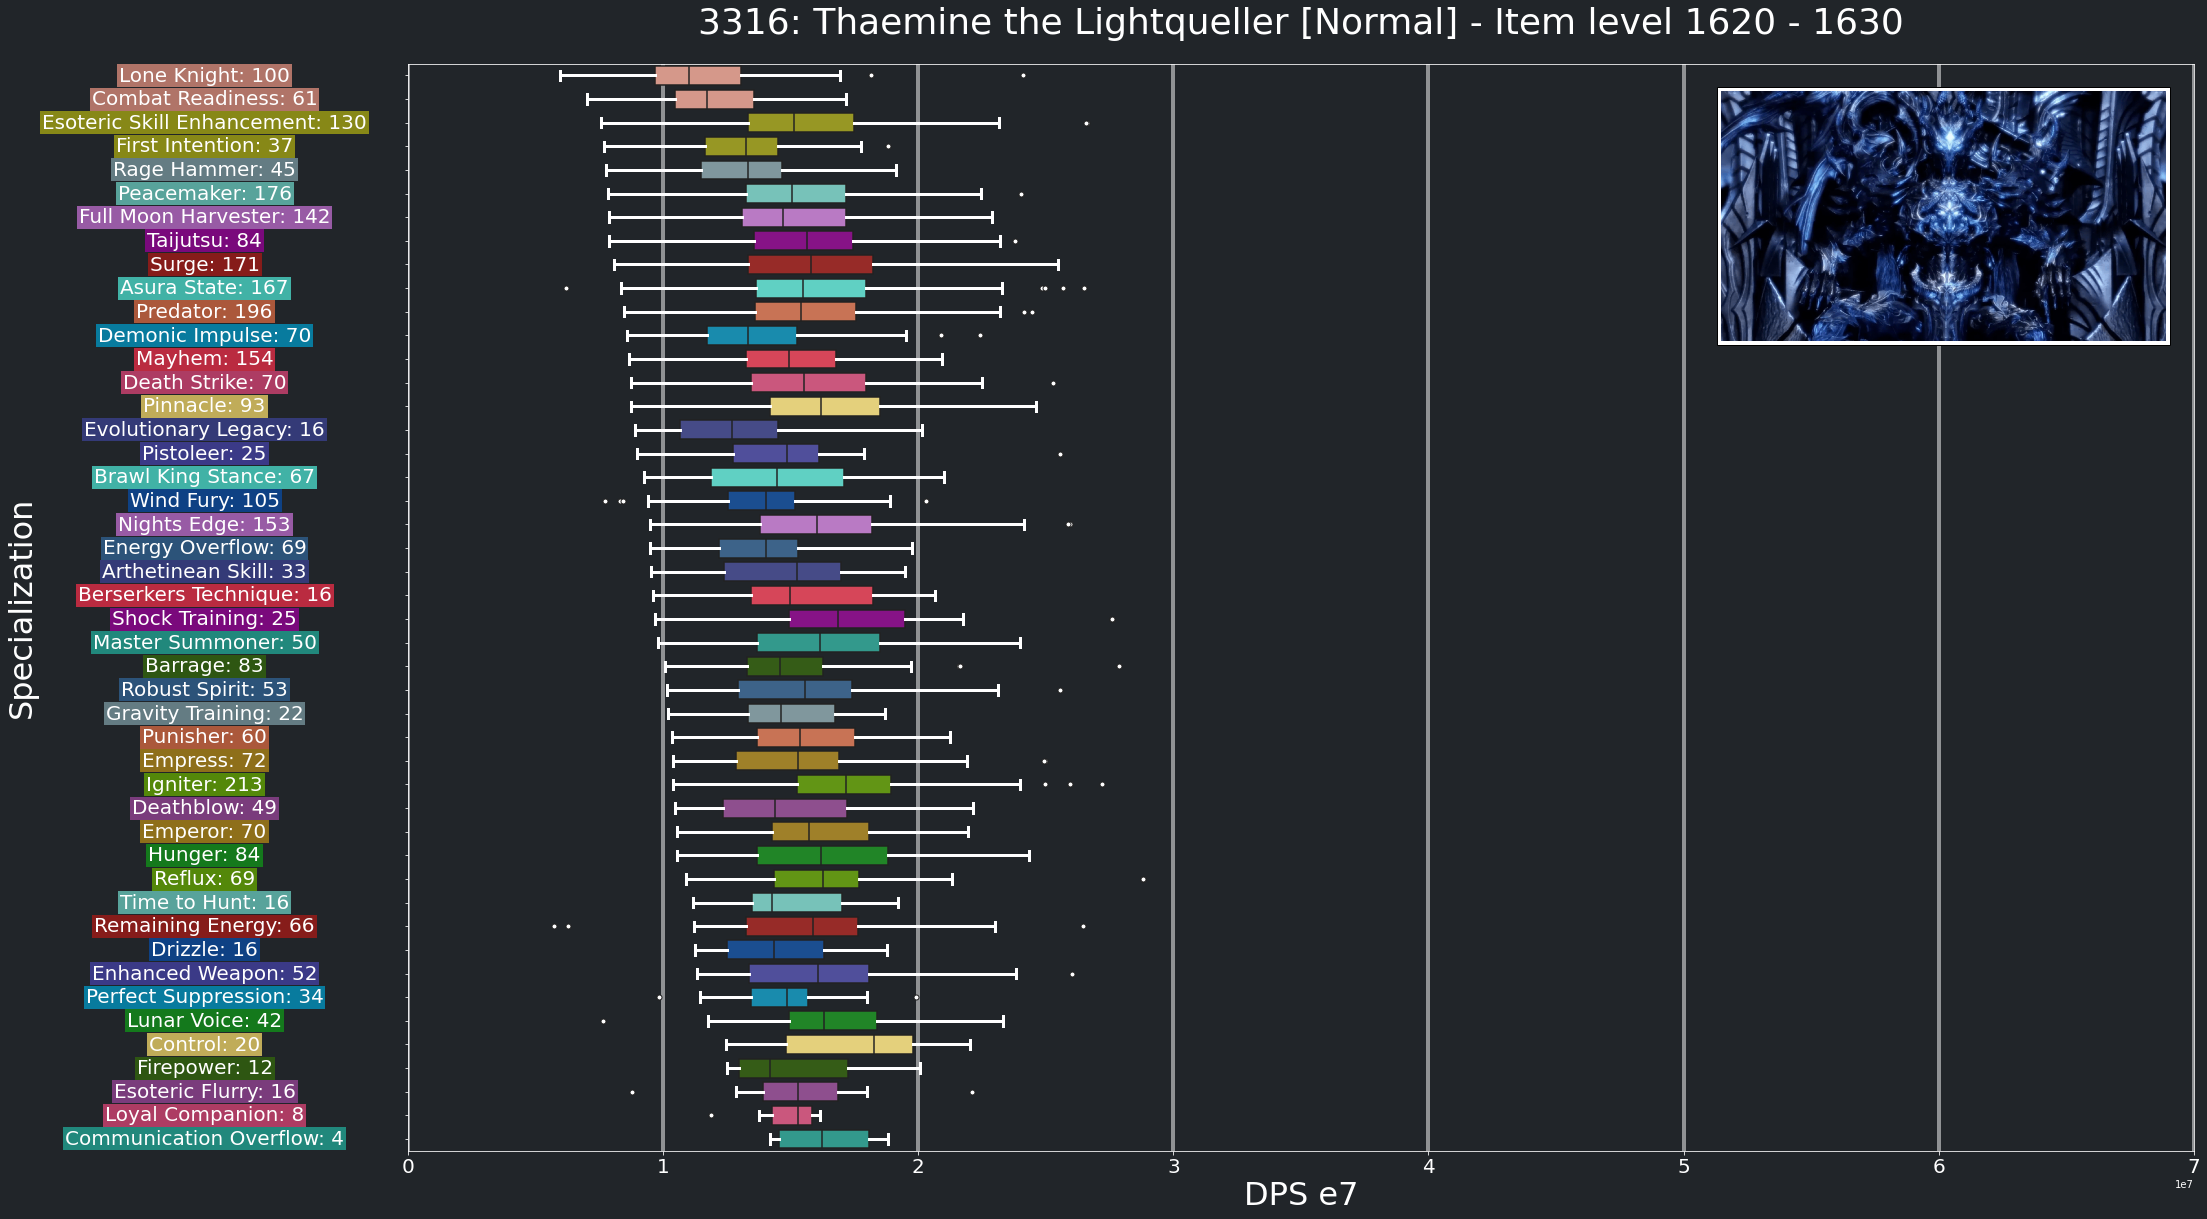 3316: Thaemine the Lightqueller [Normal] - Item level 1620 - 1630
Specialization
Lone Knight: 100
Combat Readiness: 61
Esoteric Skill Enhancement: 130
First Intention: 37
Rage Hammer: 45
Peacemaker: 176
Full Moon Harvester: 142
Taijutsu: 84
Surge: 171
Asura State: 167
Predator: 196
Demonic Impulse: 70
Mayhem: 154
Death Strike: 70
Pinnacle: 93
Evolutionary Legacy: 16
Pistoleer: 25
Brawl King Stance: 67
Wind Fury: 105
Nights Edge: 153
Energy Overflow: 69
Arthetinean Skill: 33
Berserkers Technique: 16
Shock Training: 25
Master Summoner: 50
Barrage: 83
Robust Spirit: 53
Gravity Training: 22
Punisher: 60
Empress: 72
Igniter: 213
Deathblow: 49
Emperor: 70
Hunger: 84
Reflux: 69
Time to Hunt: 16
Remaining Energy: 66
Drizzle: 16
Enhanced Weapon: 52
Perfect Suppression: 34
Lunar Voice: 42
Control: 20
Firepower: 12
Esoteric Flurry: 16
Loyal Companion: 8
Communication Overflow: 4
0 1 2 3 4 5 6 7
1e7
DPS e7